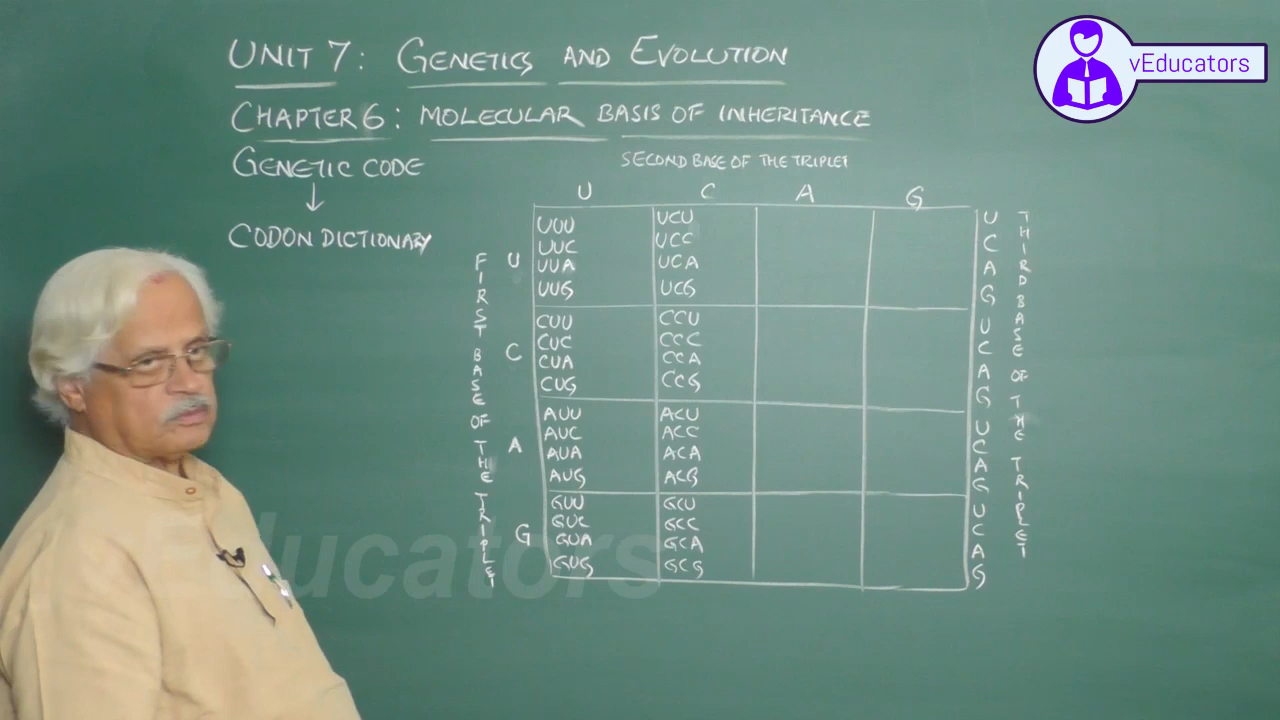 UNIT 7: GENETICS AND EVOLUTION
vEducators
CHAPTER 6: MOLECULAR BASIS OF INHERITANCE
GENETIC CODE
SECOND BASE OF THE TRIPLET
↓
CODON DICTIONARY
U C A G
FIRST BASE OF THE TRIPLET
THIRD BASE OF THE TRIPLET
U
UUU UCU U
UUC UCC C
UUA UCA A
UUG UCG G
C
CUU CCU U
CUC CCC C
CUA CCA A
CUG CCG G
A
AUU ACU U
AUC ACC C
AUA ACA A
AUG ACG G
G
GUU GCU U
GUC GCC C
GUA GCA A
GUG GCG G
Educators